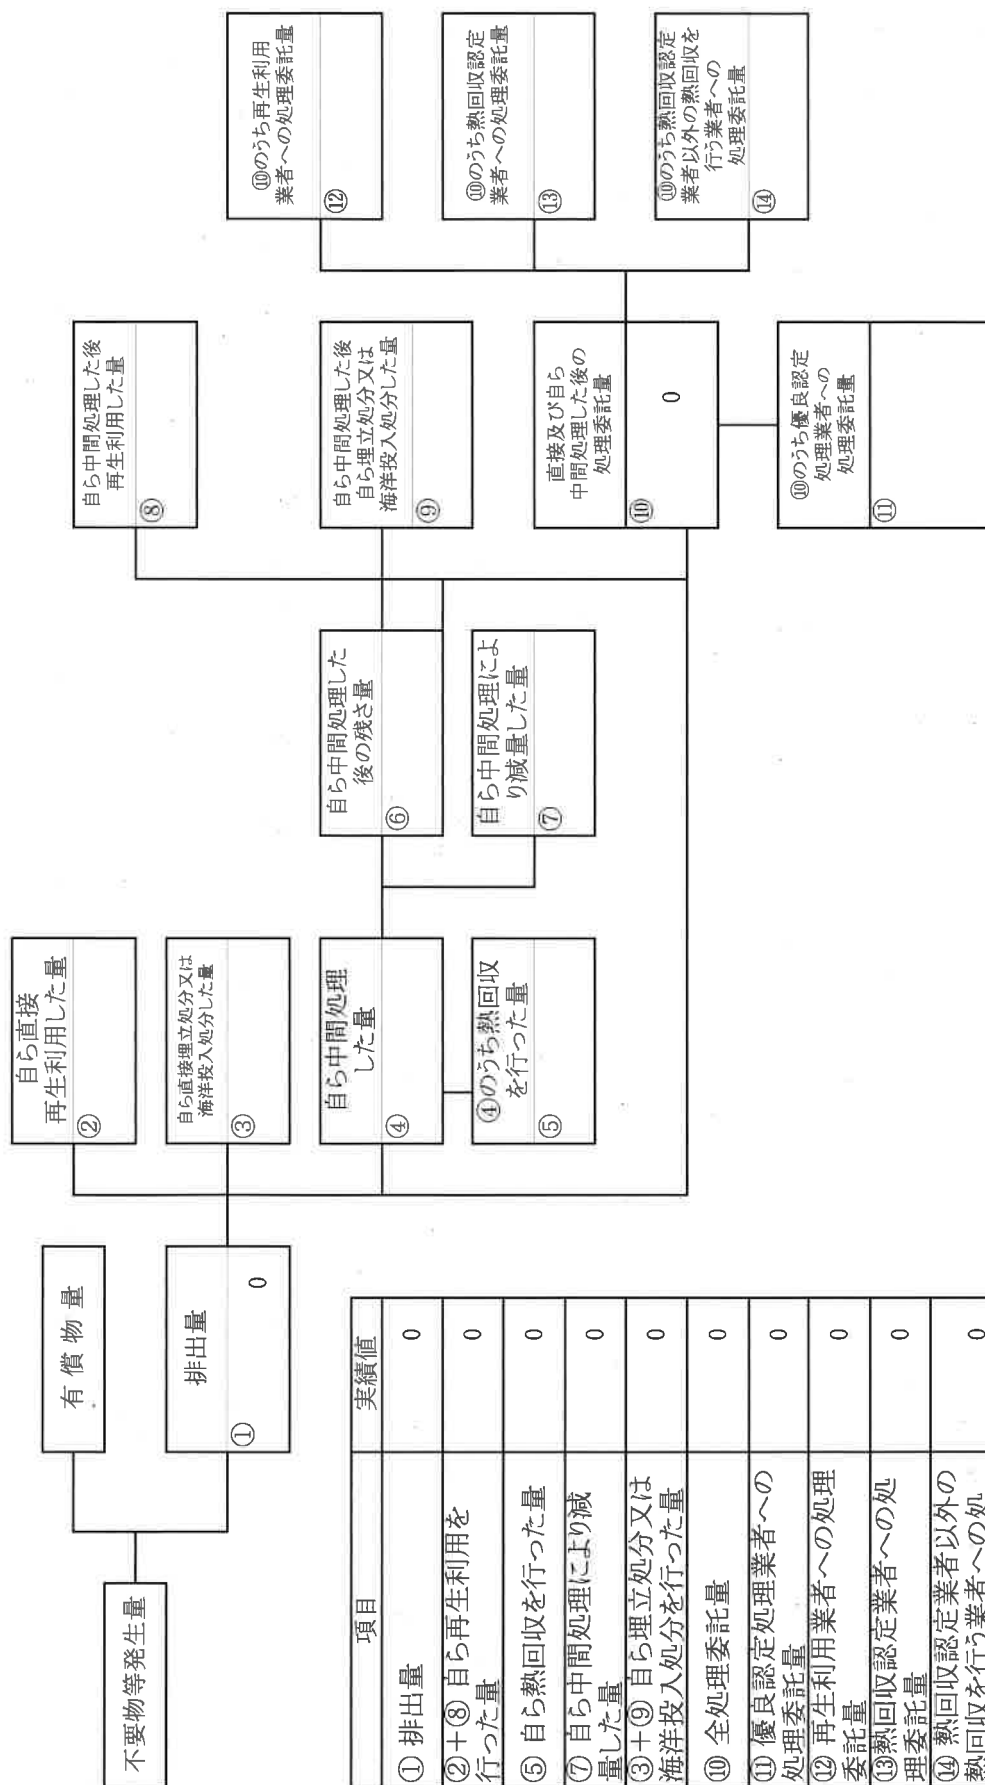 不要物等発生量
有償物量
排出量
①
0
自ら直接
再生利用した量
②
自ら直接埋立処分又は
海洋投入処分した量
③
自ら中間処理
した量
④
④のうち熱回収
を行った量
⑤
自ら中間処理した
後の残さ量
⑥
自ら中間処理によ
り減量した量
⑦
自ら中間処理した後
再生利用した量
⑧
自ら中間処理した後
自ら埋立処分又は
海洋投入処分した量
⑨
直接及び自ら
中間処理した後の
処理委託量
⑩
0
⑩のうち優良認定
処理業者への
処理委託量
⑪
⑩のうち再生利用
業者への処理委託量
⑫
⑩のうち熱回収認定
業者への処理委託量
⑬
⑩のうち熱回収認定
業者以外の熱回収を
行う業者への
処理委託量
⑭
項目 実績値
① 排出量 0
②+⑧ 自ら再生利用を
行った量 0
⑤ 自ら熱回収を行った量 0
⑦ 自ら中間処理により減
量した量 0
③+⑨ 自ら埋立処分又は
海洋投入処分を行った量 0
⑩ 全処理委託量 0
⑪ 優良認定処理業者への
処理委託量 0
⑫ 再生利用業者への処理
委託量 0
⑬熱回収認定業者への処
理委託量 0
⑭ 熱回収認定業者以外の
熱回収を行う業者への処 0